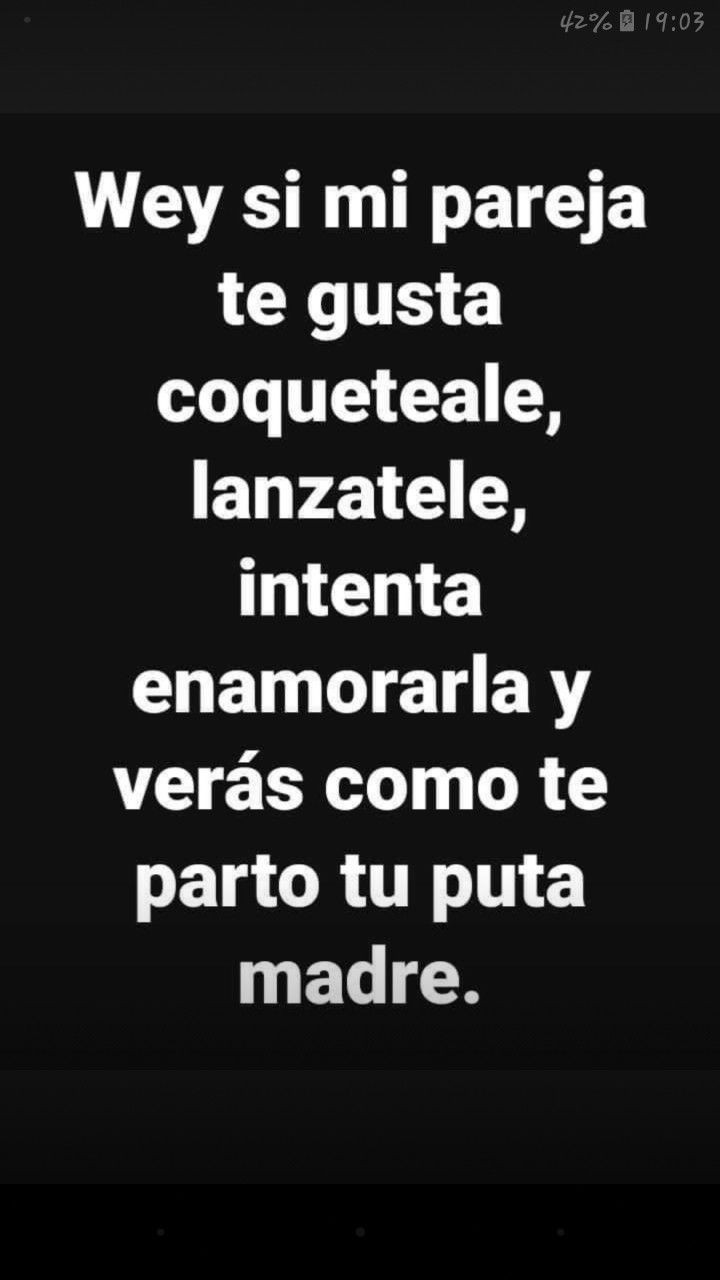 42% 19:03
Wey si mi pareja
te gusta
coqueteale,
lanzatele,
intenta
enamorarla y
verás como te
parto tu puta
madre.